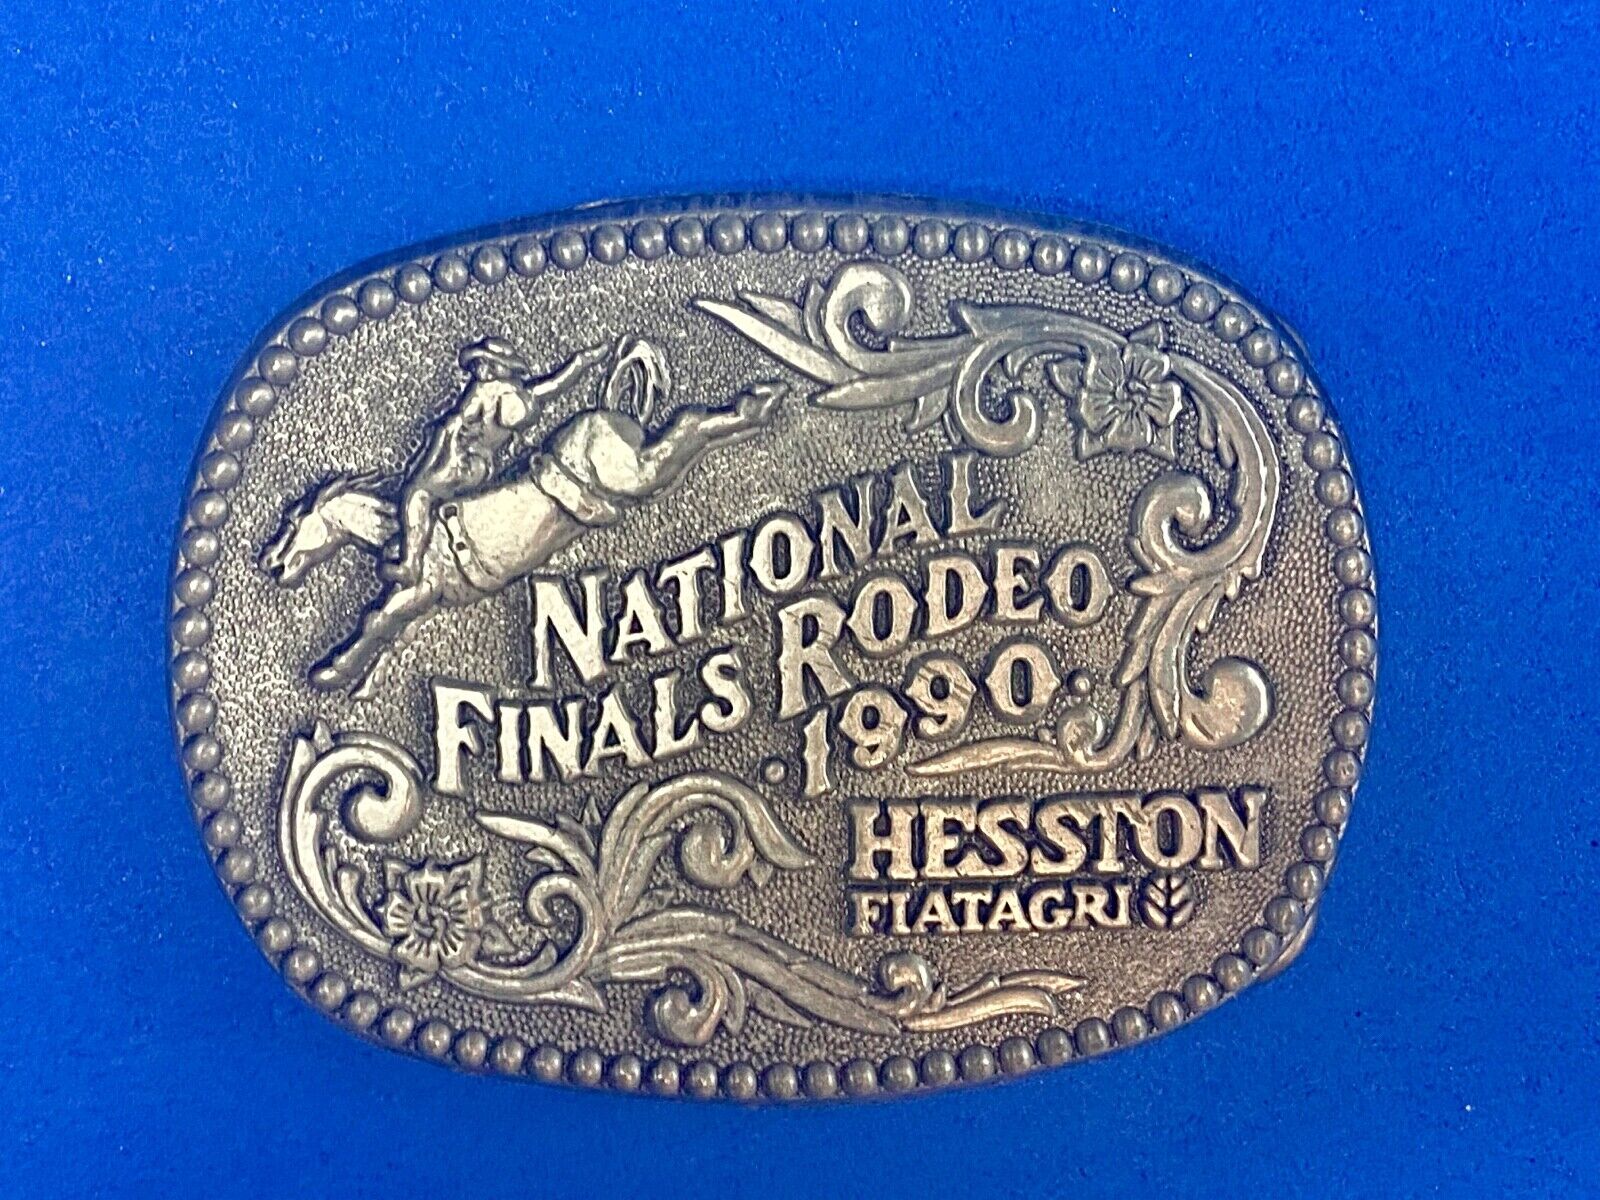 NATIONAL
FINALS RODEO
·1990·
HESSTON
FIATAGRI